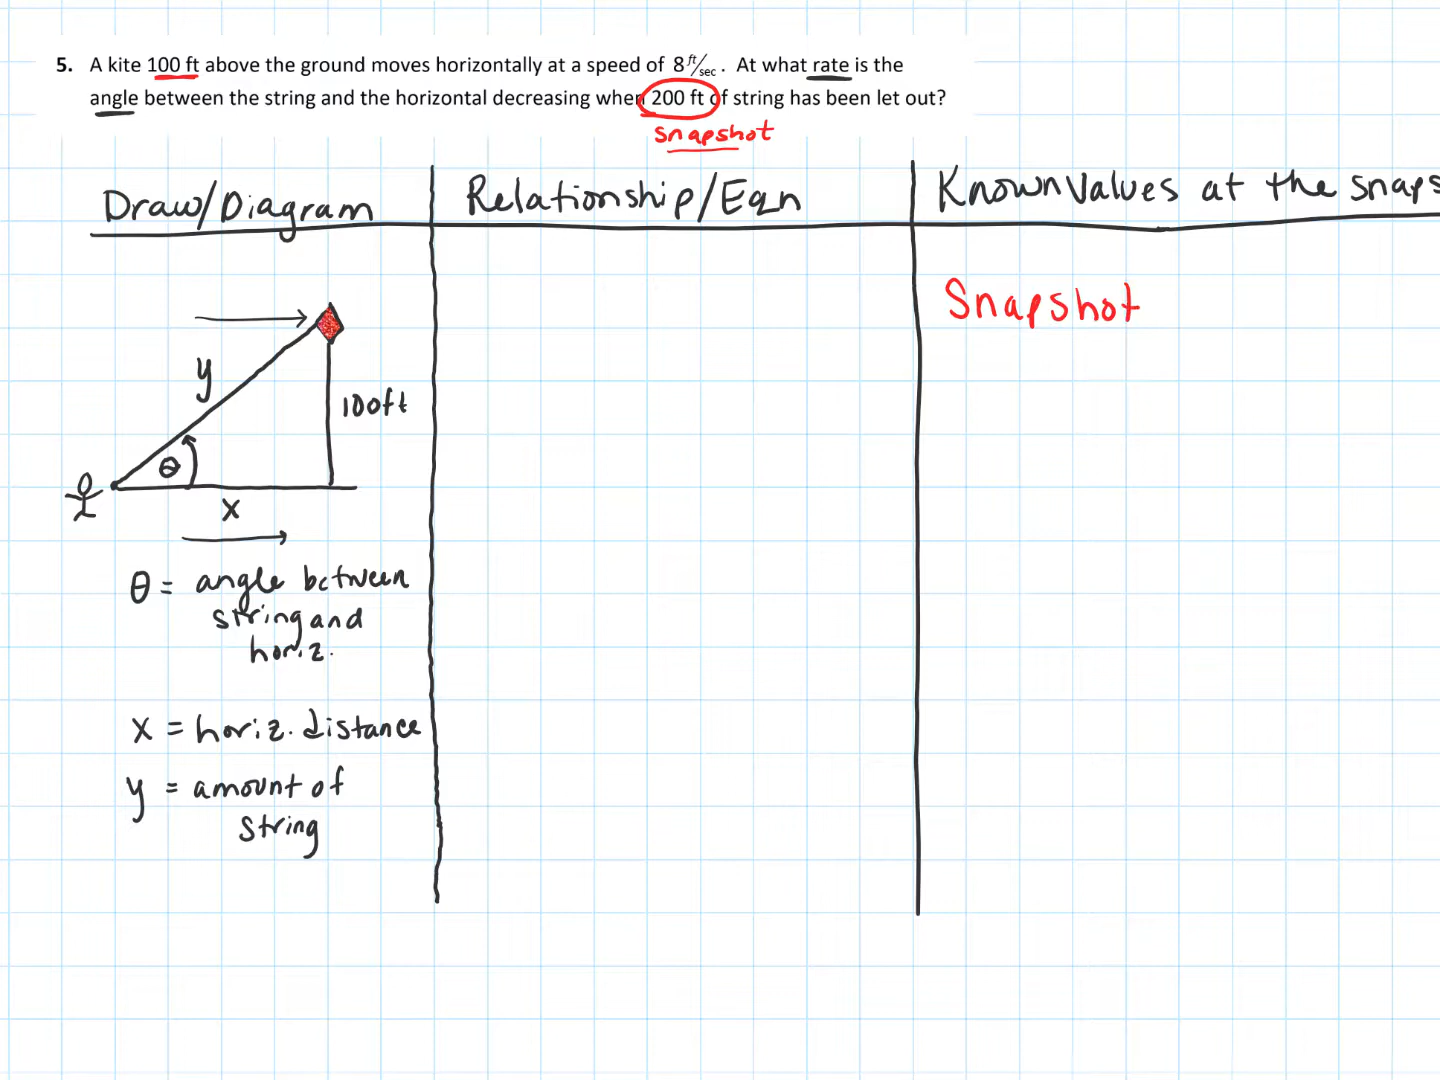 5. A kite 100 ft above the ground moves horizontally at a speed of 8 ft/sec. At what rate is the
angle between the string and the horizontal decreasing when 200 ft of string has been let out?
snapshot
Draw/Diagram
Relationship/Eqn
Known Values at the snaps
Snapshot
y
100ft
θ
x
θ = angle between
string and
horiz.
x = horiz. distance
y = amount of
string